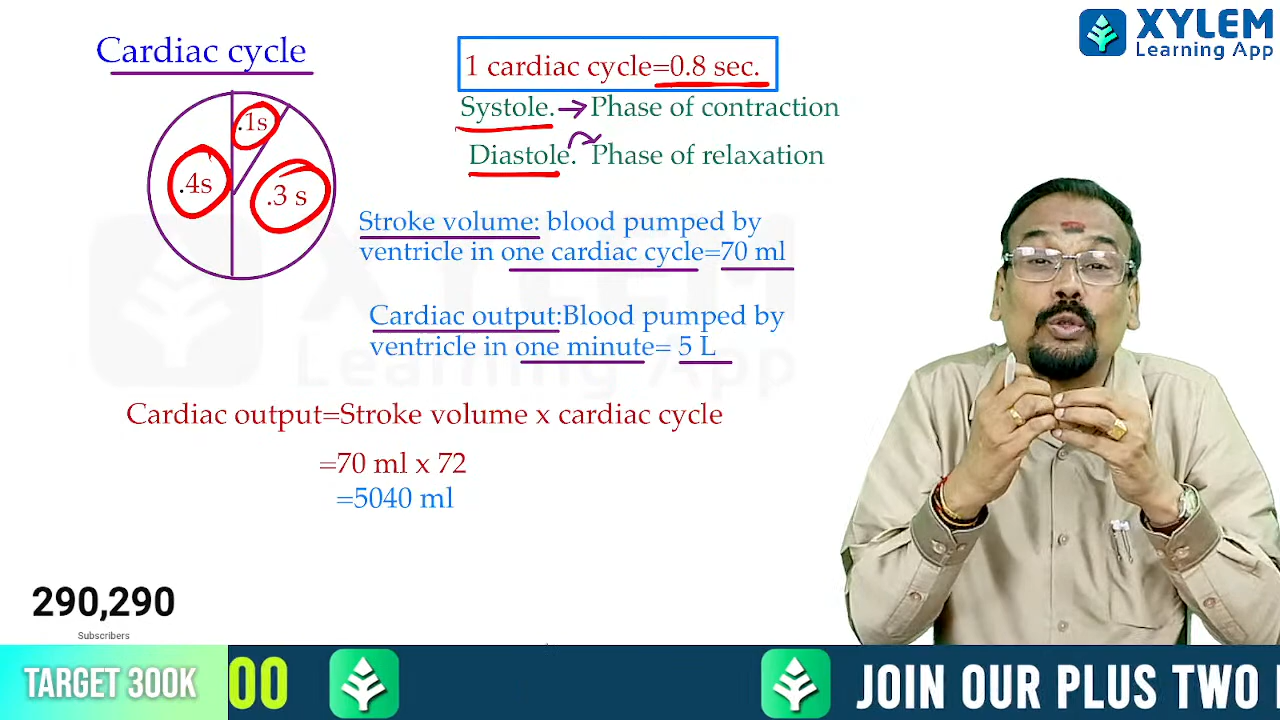 Cardiac cycle
.1s
.4s
.3 s
1 cardiac cycle=0.8 sec.
Systole. → Phase of contraction
Diastole. Phase of relaxation
Stroke volume: blood pumped by
ventricle in one cardiac cycle=70 ml
Cardiac output:Blood pumped by
ventricle in one minute= 5 L
Cardiac output=Stroke volume x cardiac cycle
=70 ml x 72
=5040 ml
XYLEM
Learning App
XYLEM
Learning App
290,290
Subscribers
TARGET 300K
00
JOIN OUR PLUS TWO